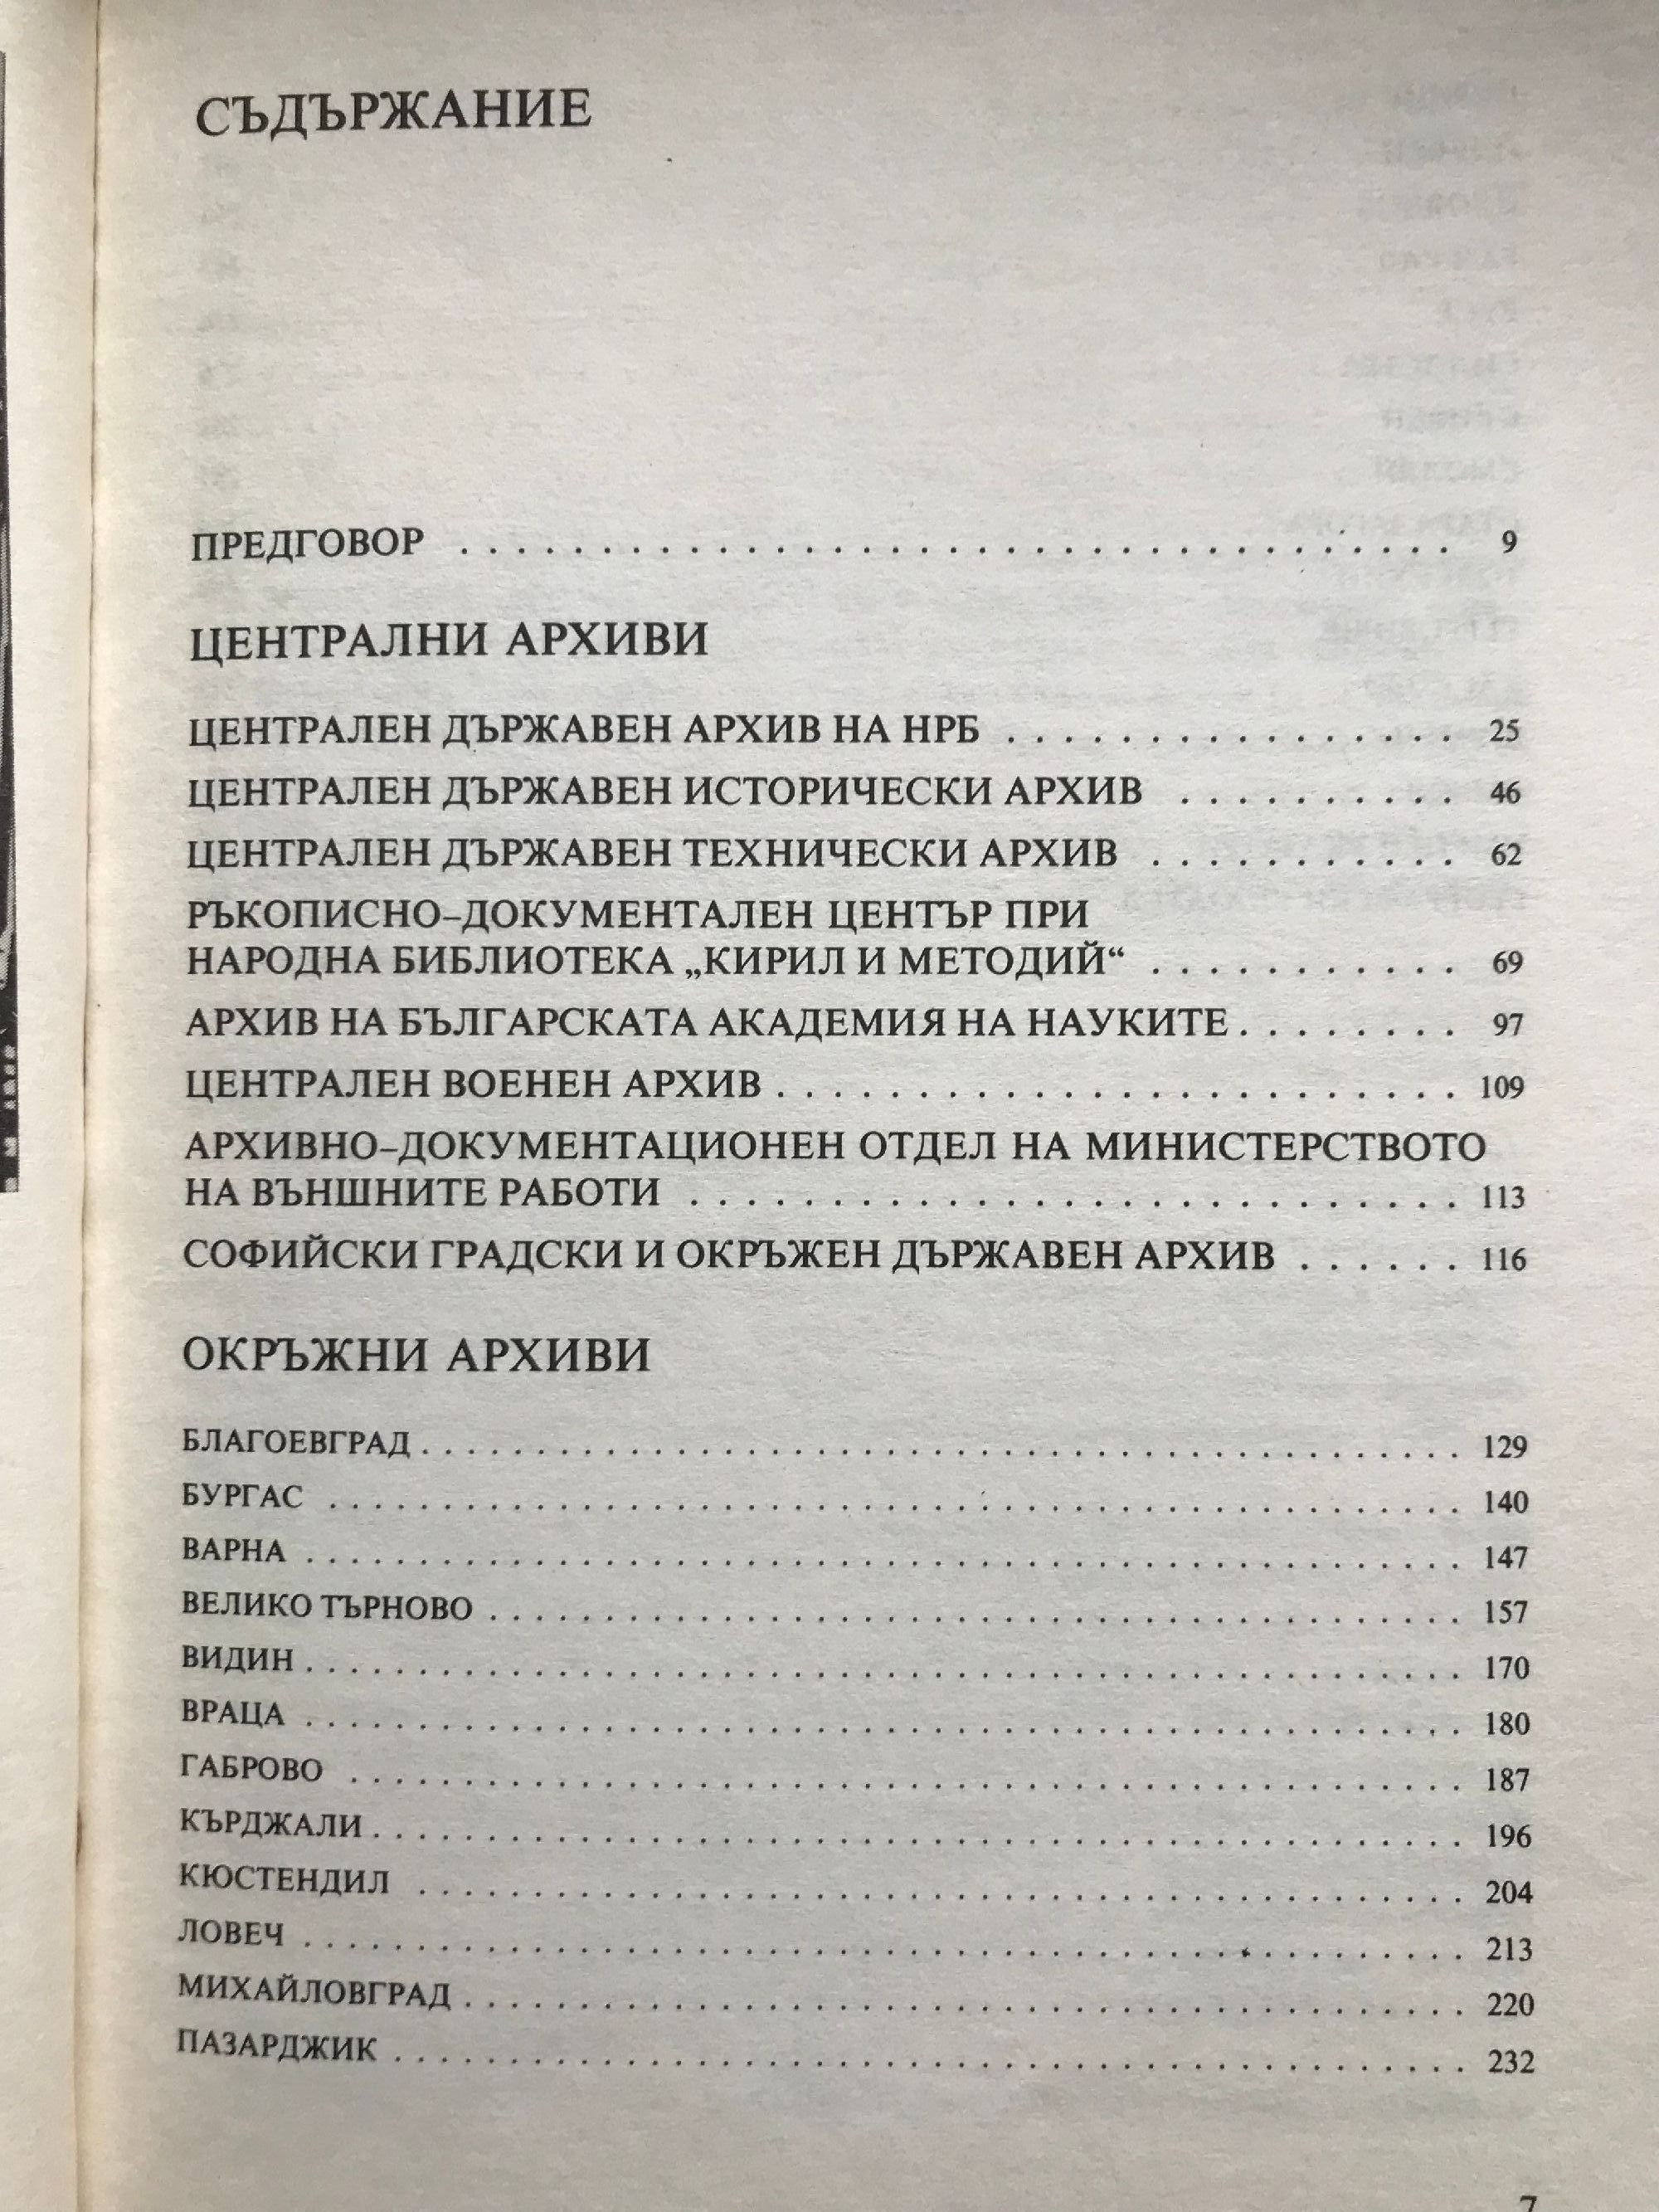 СЪДЪРЖАНИЕ
ПРЕДГОВОР . . . . . . . . . . . . . . . . . . . . . . . . . . . . . . . . . . . 9
ЦЕНТРАЛНИ АРХИВИ
ЦЕНТРАЛЕН ДЪРЖАВЕН АРХИВ НА НРБ . . . . . . . . . . . . . . . . 25
ЦЕНТРАЛЕН ДЪРЖАВЕН ИСТОРИЧЕСКИ АРХИВ . . . . . . . . . . 46
ЦЕНТРАЛЕН ДЪРЖАВЕН ТЕХНИЧЕСКИ АРХИВ . . . . . . . . . . . 62
РЪКОПИСНО–ДОКУМЕНТАЛЕН ЦЕНТЪР ПРИ
НАРОДНА БИБЛИОТЕКА „КИРИЛ И МЕТОДИЙ“ . . . . . . . . . . . 69
АРХИВ НА БЪЛГАРСКАТА АКАДЕМИЯ НА НАУКИТЕ . . . . . . . . 97
ЦЕНТРАЛЕН ВОЕНЕН АРХИВ . . . . . . . . . . . . . . . . . . . . . . . . 109
АРХИВНО–ДОКУМЕНТАЦИОНЕН ОТДЕЛ НА МИНИСТЕРСТВОТО
НА ВЪНШНИТЕ РАБОТИ . . . . . . . . . . . . . . . . . . . . . . . . . . . 113
СОФИЙСКИ ГРАДСКИ И ОКРЪЖЕН ДЪРЖАВЕН АРХИВ . . . . . . 116
ОКРЪЖНИ АРХИВИ
БЛАГОЕВГРАД . . . . . . . . . . . . . . . . . . . . . . . . . . . . . . . . . . . . 129
БУРГАС . . . . . . . . . . . . . . . . . . . . . . . . . . . . . . . . . . . . . . . . 140
ВАРНА . . . . . . . . . . . . . . . . . . . . . . . . . . . . . . . . . . . . . . . . . 147
ВЕЛИКО ТЪРНОВО . . . . . . . . . . . . . . . . . . . . . . . . . . . . . . . . . . 157
ВИДИН . . . . . . . . . . . . . . . . . . . . . . . . . . . . . . . . . . . . . . . . . 170
ВРАЦА . . . . . . . . . . . . . . . . . . . . . . . . . . . . . . . . . . . . . . . . . 180
ГАБРОВО . . . . . . . . . . . . . . . . . . . . . . . . . . . . . . . . . . . . . . . 187
КЪРДЖАЛИ . . . . . . . . . . . . . . . . . . . . . . . . . . . . . . . . . . . . . . 196
КЮСТЕНДИЛ . . . . . . . . . . . . . . . . . . . . . . . . . . . . . . . . . . . . . 204
ЛОВЕЧ . . . . . . . . . . . . . . . . . . . . . . . . . . . . . . . . . . . . . . . . . 213
МИХАЙЛОВГРАД . . . . . . . . . . . . . . . . . . . . . . . . . . . . . . . . . . . 220
ПАЗАРДЖИК . . . . . . . . . . . . . . . . . . . . . . . . . . . . . . . . . . . . . . 232
7